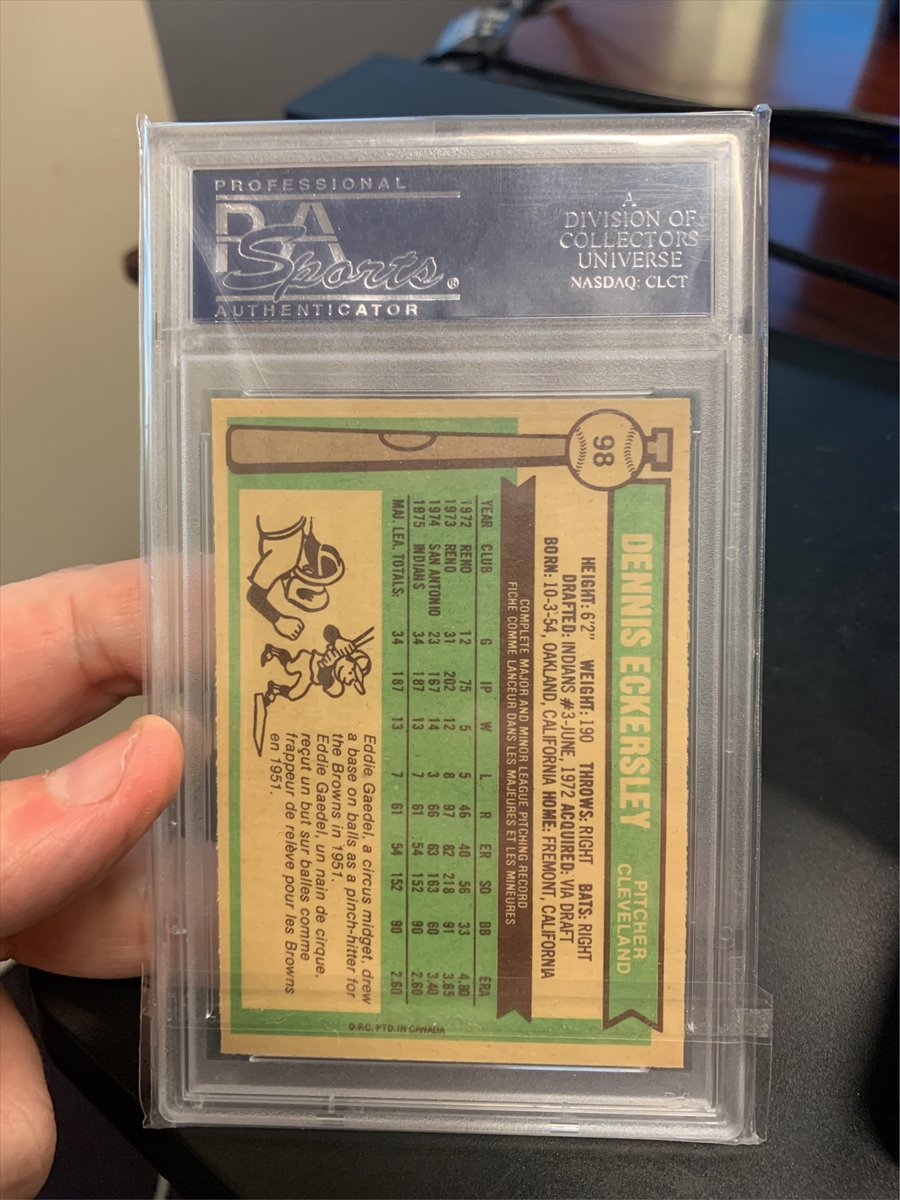 PROFESSIONAL
PSA
Sports®
AUTHENTICATOR
A
DIVISION OF
COLLECTORS
UNIVERSE
NASDAQ: CLCT
98
DENNIS ECKERSLEY
PITCHER
CLEVELAND
HEIGHT: 6'2" WEIGHT: 190 THROWS: RIGHT BATS: RIGHT
DRAFTED: INDIANS #3-JUNE, 1972 ACQUIRED: VIA DRAFT
BORN: 10-3-54, OAKLAND, CALIFORNIA HOME: FREMONT, CALIFORNIA
COMPLETE MAJOR AND MINOR LEAGUE PITCHING RECORD
FICHE COMME LANCEUR DANS LES MAJEURES ET LES MINEURES
YEAR CLUB G IP W L R ER SO BB ERA
1972 RENO 12 75 5 5 46 40 56 33 4.80
1973 RENO 31 202 12 8 97 82 218 91 3.65
1974 SAN ANTONIO 23 167 14 3 66 63 163 60 3.40
1975 INDIANS 34 187 13 7 61 54 152 90 2.60
MAJ. LEA. TOTALS: 34 187 13 7 61 54 152 90 2.60
Eddie Gaedel, a circus midget, drew
a base on balls as a pinch-hitter for
the Browns in 1951.
Eddie Gaedel, un nain de cirque,
reçut un but sur balles comme
frappeur de relève pour les Browns
en 1951.
O.P.C. PTD. IN CANADA